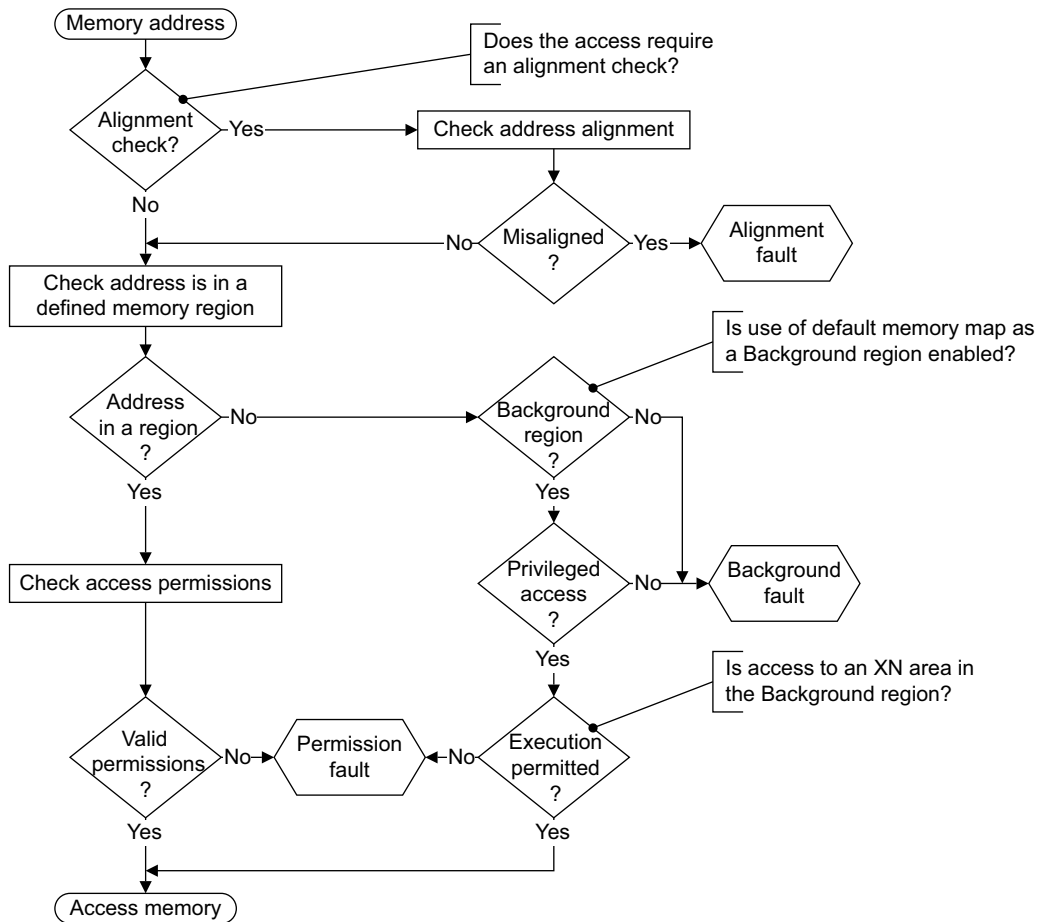 Memory address
Does the access require
an alignment check?
Alignment
check?
Yes
Check address alignment
No
Misaligned
?
No
Yes
Alignment
fault
Check address is in a
defined memory region
Is use of default memory map as
a Background region enabled?
Address
in a region
?
No
Background
region
?
No
Yes
Yes
Check access permissions
Privileged
access
?
No
Background
fault
Yes
Is access to an XN area in
the Background region?
Valid
permissions
?
No
Permission
fault
No
Execution
permitted
?
Yes
Yes
Access memory